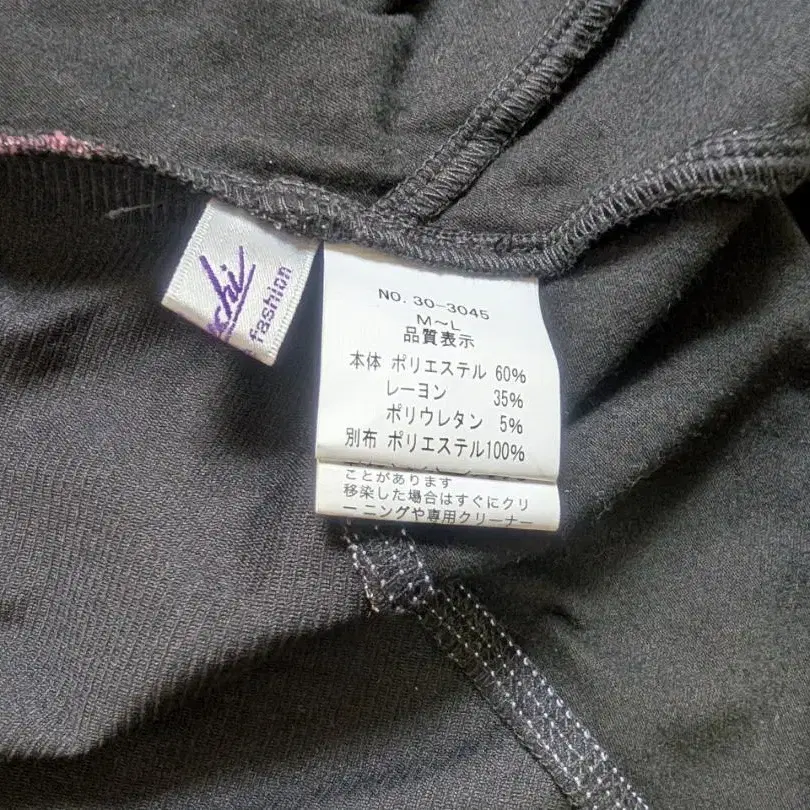 fashion
NO. 30-3045
M～L
品質表示
本体 ポリエステル 60%
レーヨン 35%
ポリウレタン 5%
別布 ポリエステル100%
ことがあります
移染した場合はすぐにクリ
ーニングや専用クリーナー